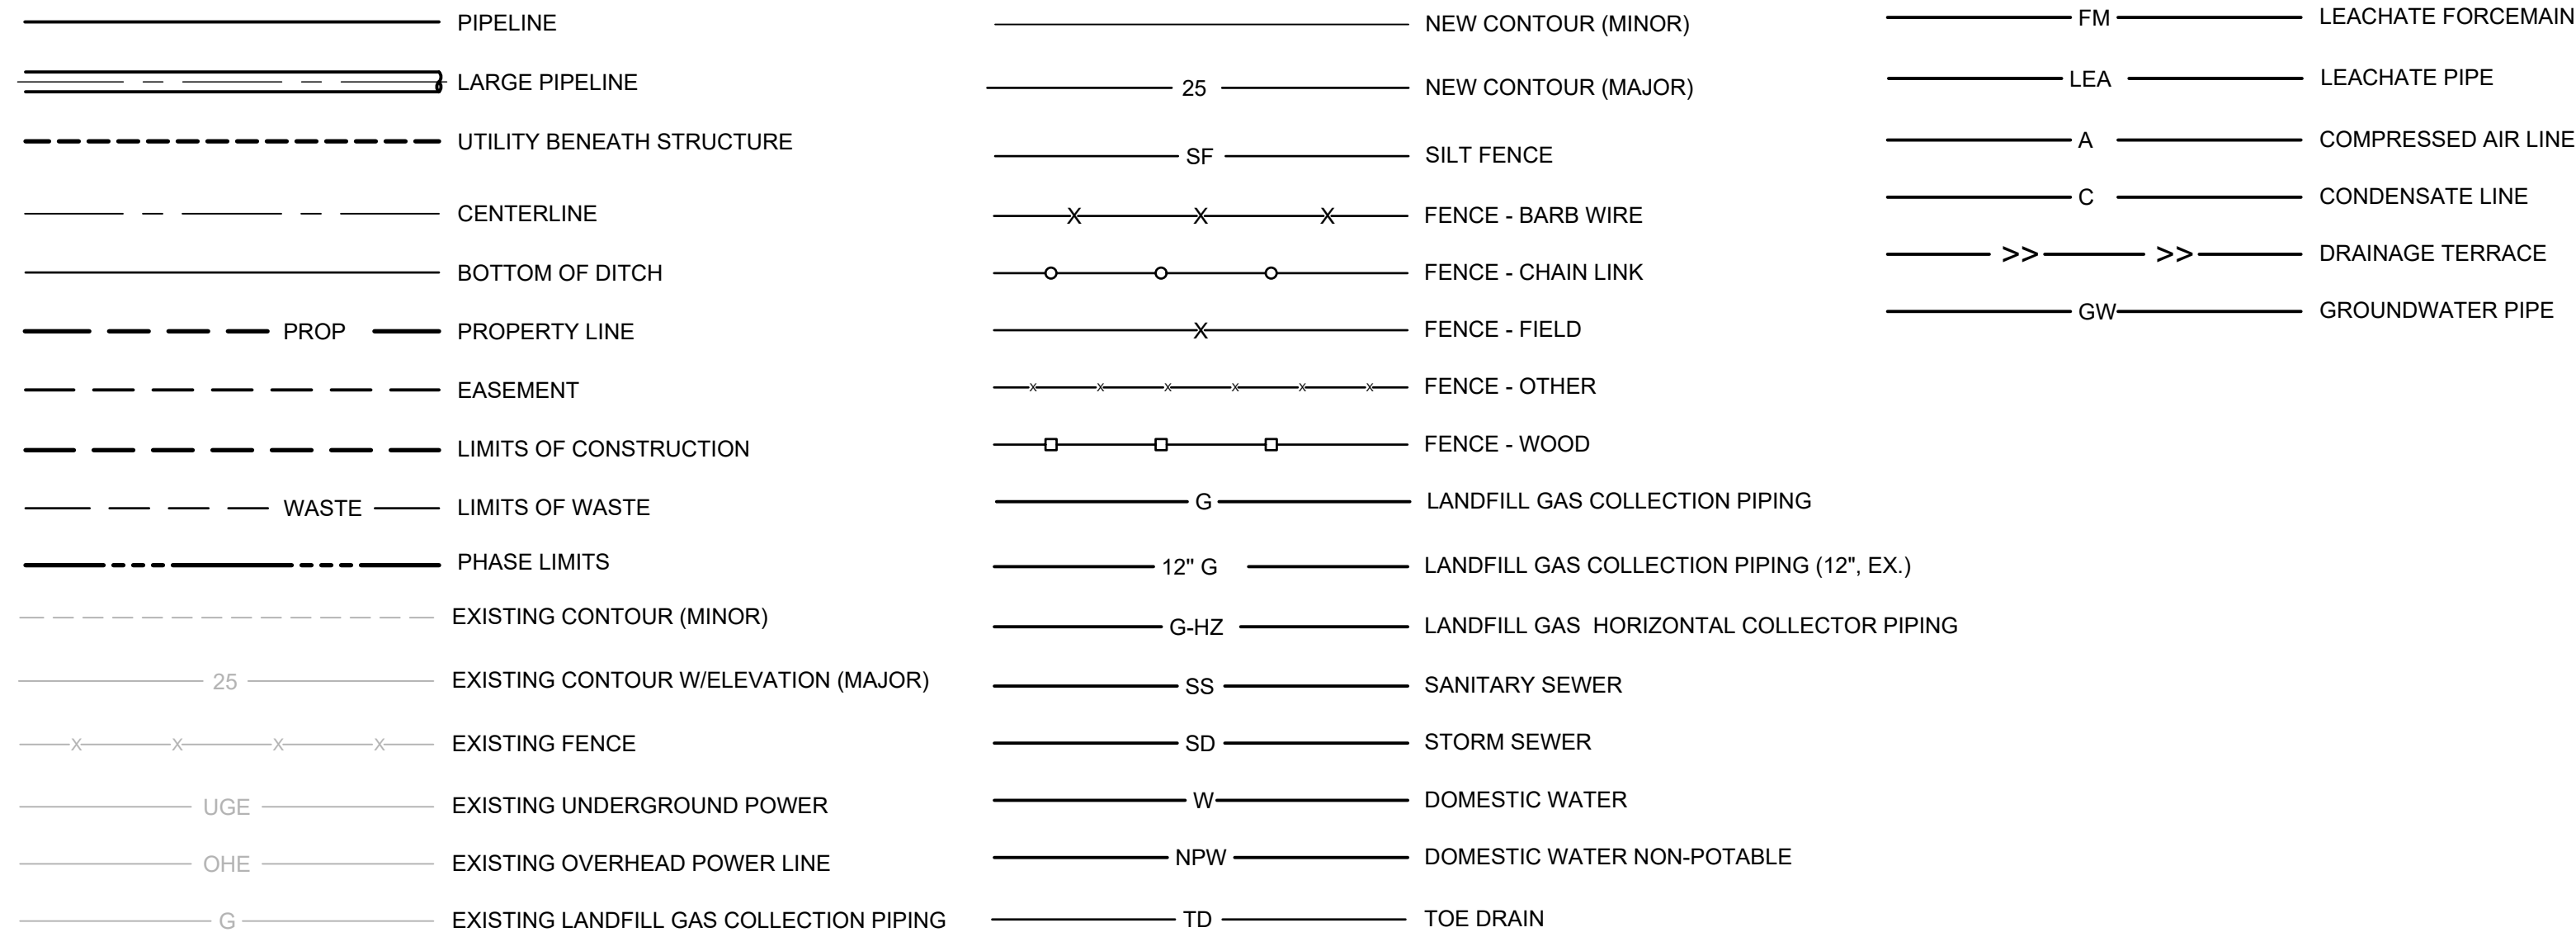 PIPELINE
LARGE PIPELINE
UTILITY BENEATH STRUCTURE
CENTERLINE
BOTTOM OF DITCH
PROP PROPERTY LINE
EASEMENT
LIMITS OF CONSTRUCTION
WASTE LIMITS OF WASTE
PHASE LIMITS
EXISTING CONTOUR (MINOR)
25 EXISTING CONTOUR W/ELEVATION (MAJOR)
X X X X EXISTING FENCE
UGE EXISTING UNDERGROUND POWER
OHE EXISTING OVERHEAD POWER LINE
G EXISTING LANDFILL GAS COLLECTION PIPING
NEW CONTOUR (MINOR)
25 NEW CONTOUR (MAJOR)
SF SILT FENCE
X X X FENCE - BARB WIRE
FENCE - CHAIN LINK
X FENCE - FIELD
X X X X X X FENCE - OTHER
FENCE - WOOD
G LANDFILL GAS COLLECTION PIPING
12" G LANDFILL GAS COLLECTION PIPING (12", EX.)
G-HZ LANDFILL GAS HORIZONTAL COLLECTOR PIPING
SS SANITARY SEWER
SD STORM SEWER
W DOMESTIC WATER
NPW DOMESTIC WATER NON-POTABLE
TD TOE DRAIN
FM LEACHATE FORCEMAIN
LEA LEACHATE PIPE
A COMPRESSED AIR LINE
C CONDENSATE LINE
>> >> DRAINAGE TERRACE
GW GROUNDWATER PIPE